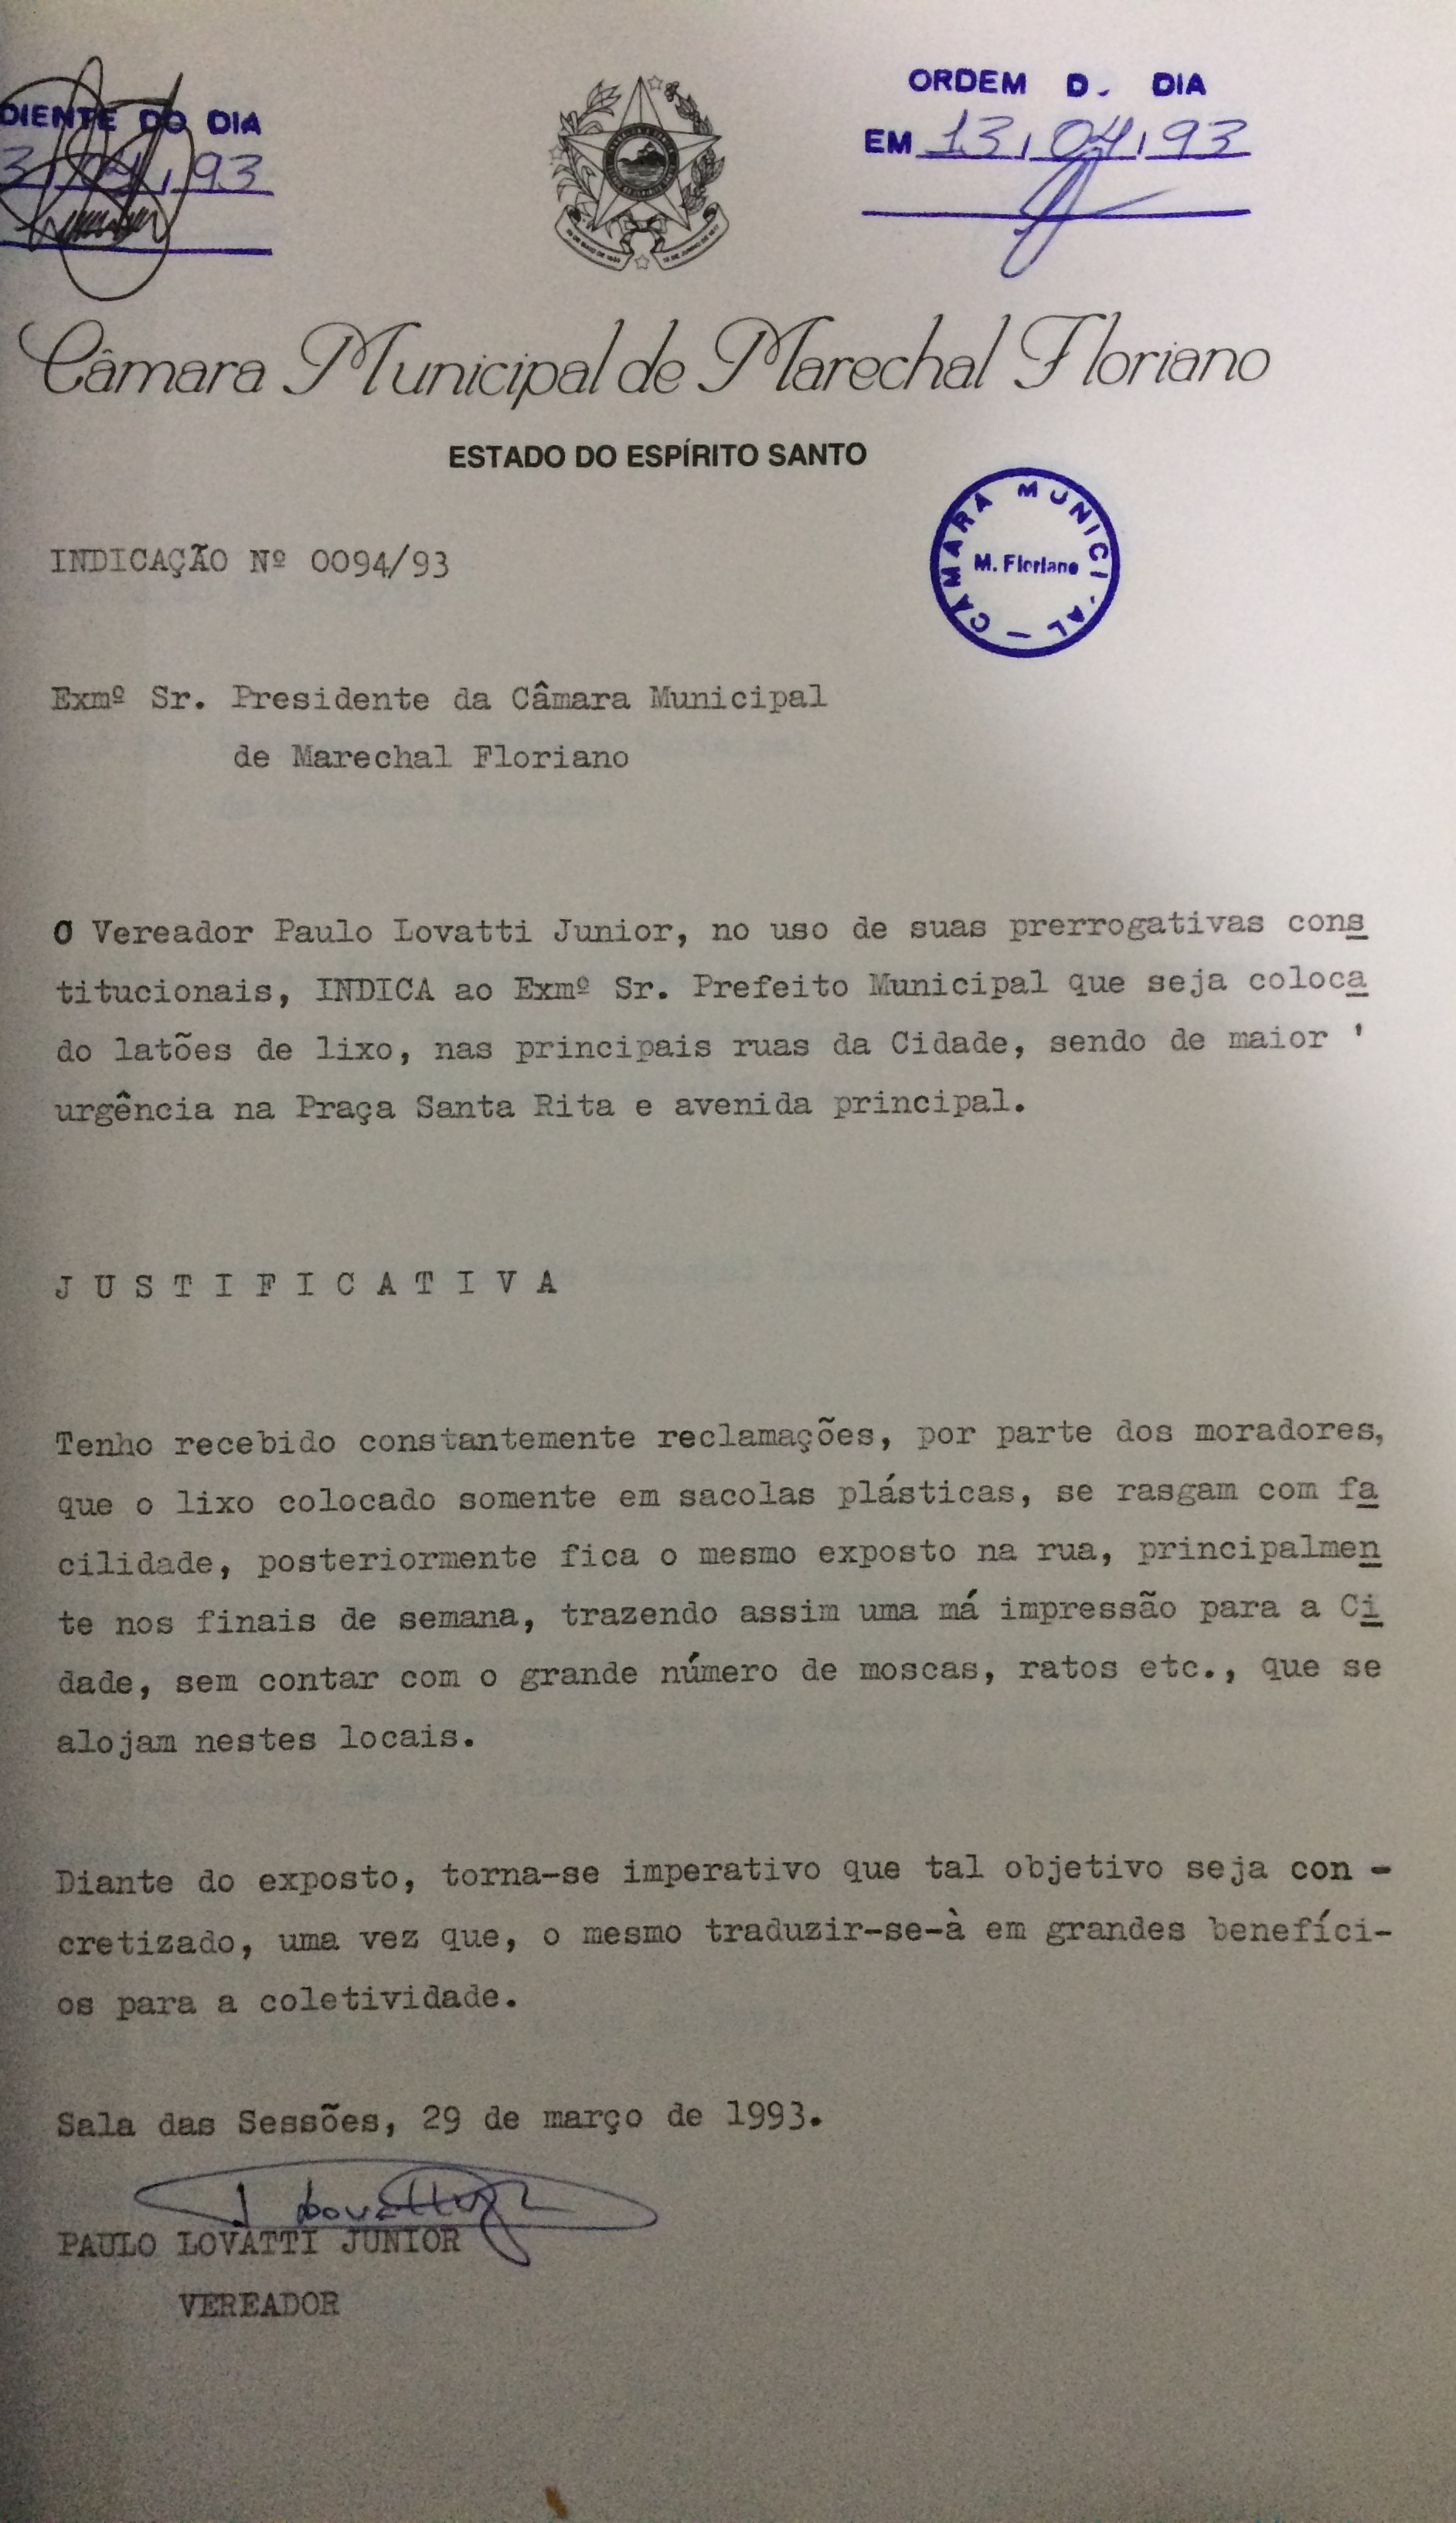 DIENTE DO DIA
3/04/93
ORDEM D. DIA
EM 13/04/93
Câmara Municipal de Marechal Floriano
ESTADO DO ESPÍRITO SANTO
CÂMARA MUNICI AL —
M. Floriano
INDICAÇÃO Nº 0094/93
Exmº Sr. Presidente da Câmara Municipal
de Marechal Floriano
O Vereador Paulo Lovatti Junior, no uso de suas prerrogativas cons
titucionais, INDICA ao Exmº Sr. Prefeito Municipal que seja coloca
do latões de lixo, nas principais ruas da Cidade, sendo de maior '
urgência na Praça Santa Rita e avenida principal.
J U S T I F I C A T I V A
Tenho recebido constantemente reclamações, por parte dos moradores,
que o lixo colocado somente em sacolas plásticas, se rasgam com fa
cilidade, posteriormente fica o mesmo exposto na rua, principalmen
te nos finais de semana, trazendo assim uma má impressão para a Ci
dade, sem contar com o grande número de moscas, ratos etc., que se
alojam nestes locais.
Diante do exposto, torna-se imperativo que tal objetivo seja con -
cretizado, uma vez que, o mesmo traduzir-se-à em grandes benefíci-
os para a coletividade.
Sala das Sessões, 29 de março de 1993.
PAULO LOVATTI JUNIOR
VEREADOR